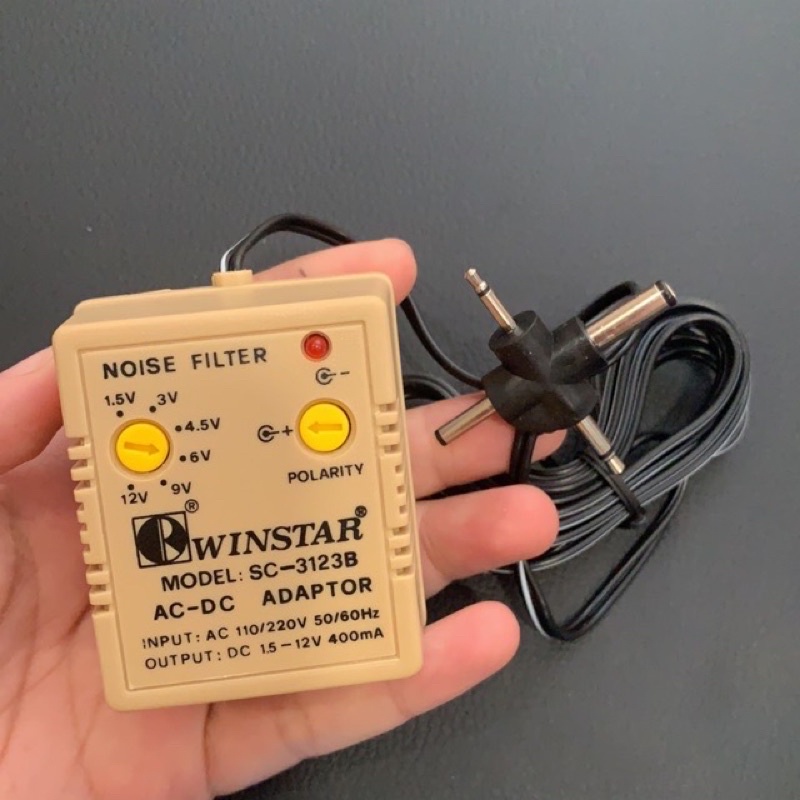 NOISE FILTER
1.5V
3V
4.5V
6V
9V
12V
-
+
POLARITY
R WINSTAR®
®
MODEL: SC-3123B
AC-DC ADAPTOR
INPUT: AC 110/220V 50/60Hz
OUTPUT: DC 1.5-12V 400mA